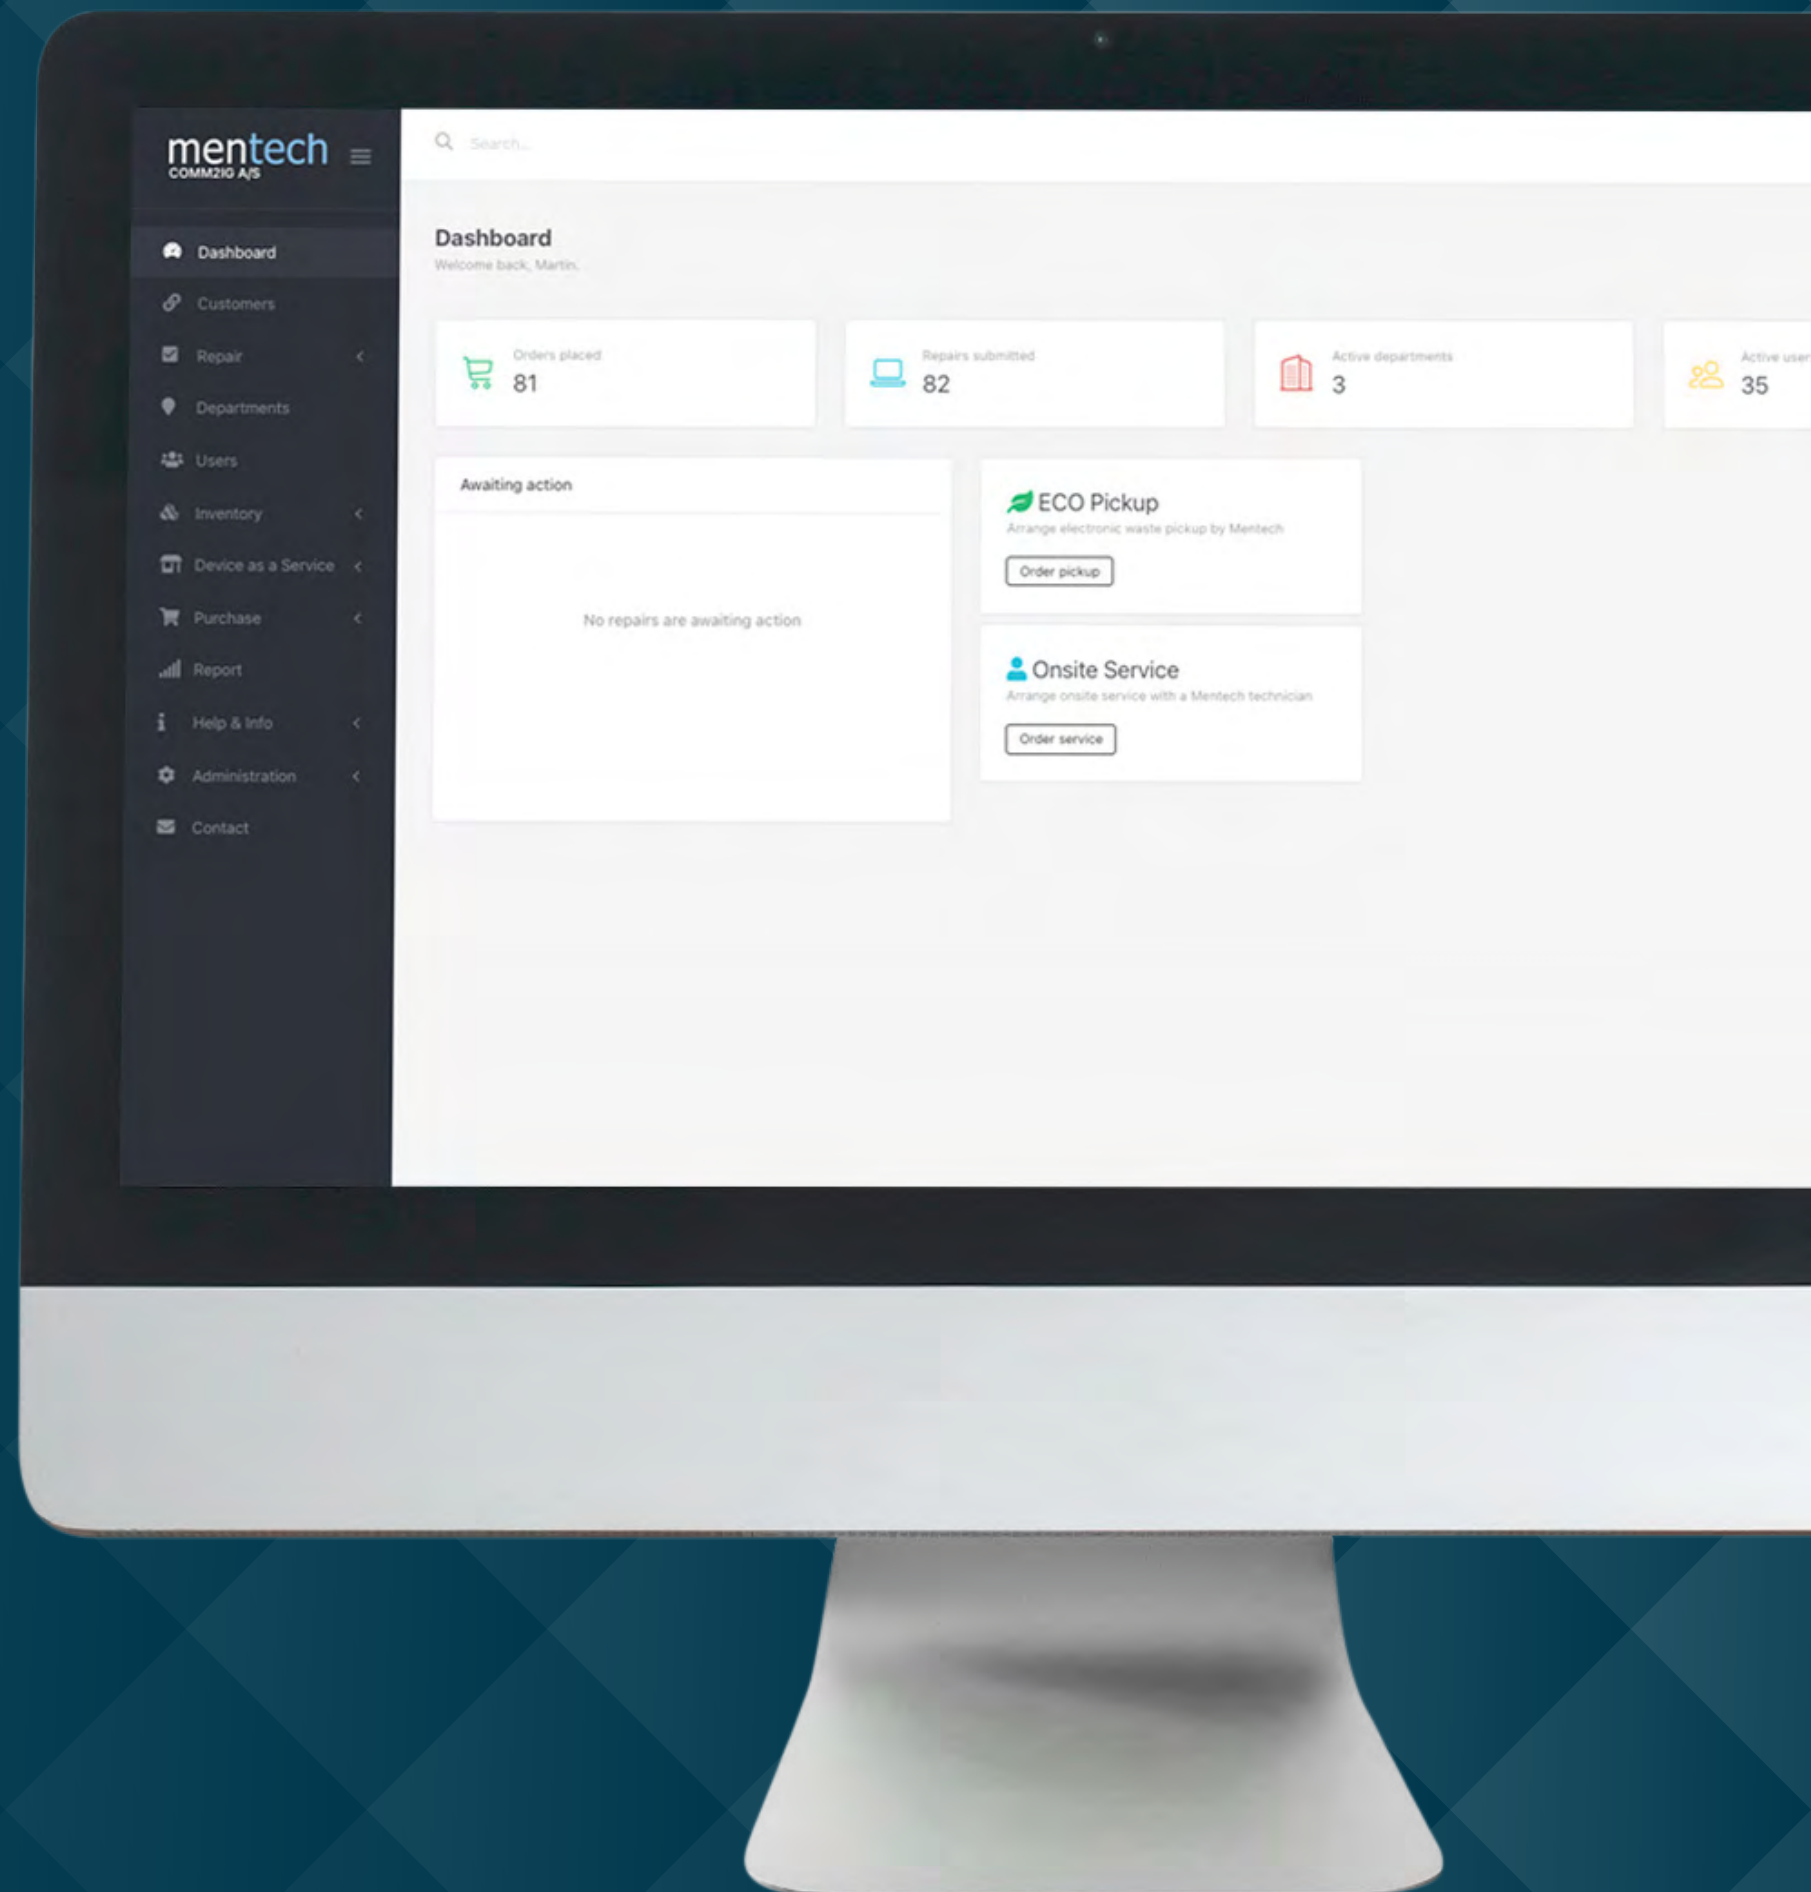 mentech
COMM2IG A/S
Search...
Dashboard
Customers
Repair
Departments
Users
Inventory
Device as a Service
Purchase
Report
Help & Info
Administration
Contact
Dashboard
Welcome back, Martin.
Orders placed
81
Repairs submitted
82
Active departments
3
Active user
35
Awaiting action
No repairs are awaiting action
ECO Pickup
Arrange electronic waste pickup by Mentech
Order pickup
Onsite Service
Arrange onsite service with a Mentech technician
Order service